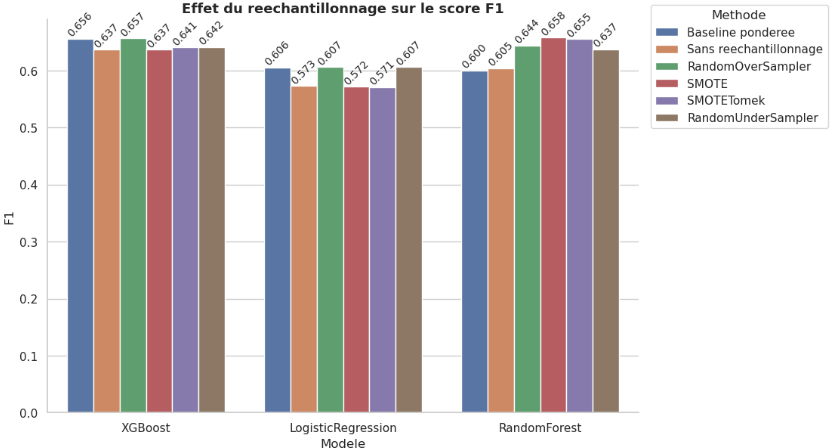 Effet du reechantillonnage sur le score F1
Methode
Baseline ponderee
Sans reechantillonnage
RandomOverSampler
SMOTE
SMOTETomek
RandomUnderSampler
F1
0.6
0.5
0.4
0.3
0.2
0.1
0.0
0.656
0.637
0.657
0.637
0.641
0.642
0.606
0.573
0.607
0.572
0.571
0.607
0.600
0.605
0.644
0.658
0.655
0.637
XGBoost
LogisticRegression
RandomForest
Modele